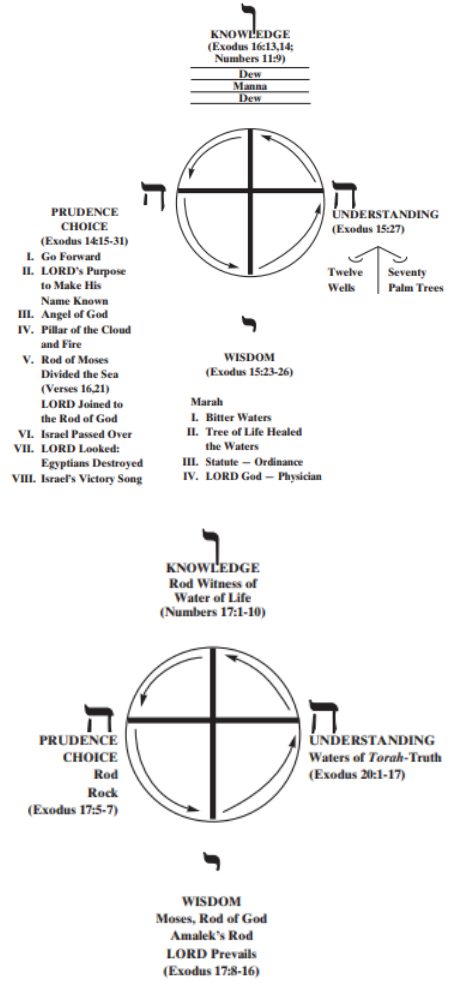 ו
KNOWLEDGE
(Exodus 16:13,14;
Numbers 11:9)
Dew
Manna
Dew
ה
PRUDENCE
CHOICE
(Exodus 14:15-31)
I. Go Forward
II. LORD's Purpose
to Make His
Name Known
III. Angel of God
IV. Pillar of the Cloud
and Fire
V. Rod of Moses
Divided the Sea
(Verses 16,21)
LORD Joined to
the Rod of God
VI. Israel Passed Over
VII. LORD Looked:
Egyptians Destroyed
VIII. Israel's Victory Song
ה
UNDERSTANDING
(Exodus 15:27)
Twelve
Wells
Seventy
Palm Trees
י
WISDOM
(Exodus 15:23-26)
Marah
I. Bitter Waters
II. Tree of Life Healed
the Waters
III. Statute — Ordinance
IV. LORD God — Physician
ו
KNOWLEDGE
Rod Witness of
Water of Life
(Numbers 17:1-10)
ה
PRUDENCE
CHOICE
Rod
Rock
(Exodus 17:5-7)
ה
UNDERSTANDING
Waters of Torah-Truth
(Exodus 20:1-17)
י
WISDOM
Moses, Rod of God
Amalek's Rod
LORD Prevails
(Exodus 17:8-16)